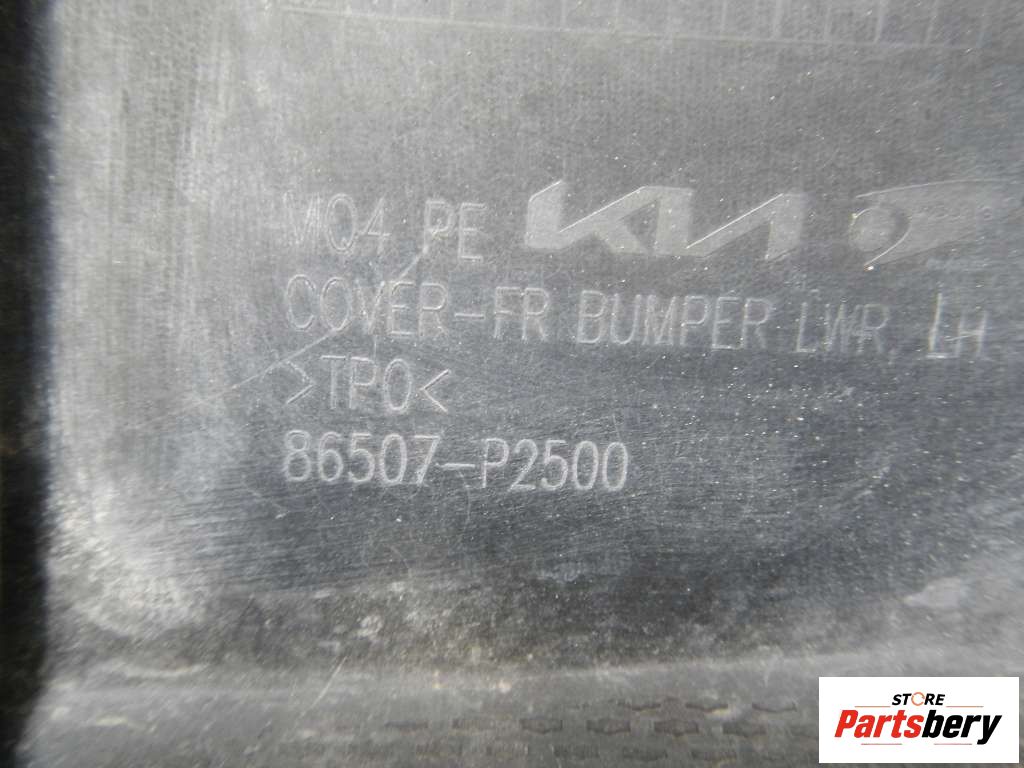 MQ4 PE KIA
COVER-FR BUMPER LWR, LH
>TPO<
86507-P2500
STORE
Partsbery